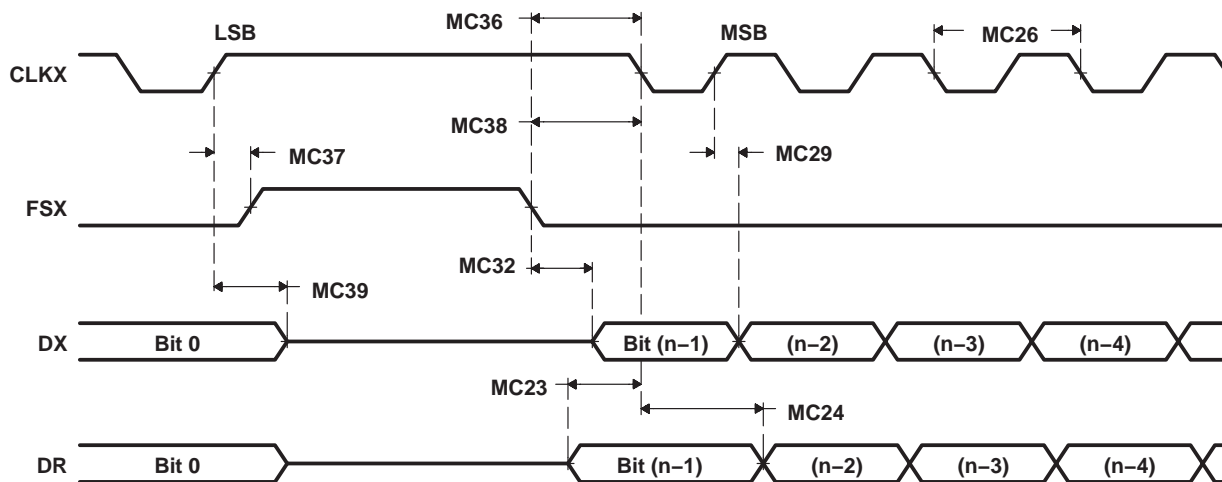 LSB
MC36
MSB
MC26
CLKX
MC38
MC37
MC29
FSX
MC32
MC39
DX
Bit 0
Bit (n−1)
(n−2)
(n−3)
(n−4)
MC23
MC24
DR
Bit 0
Bit (n−1)
(n−2)
(n−3)
(n−4)